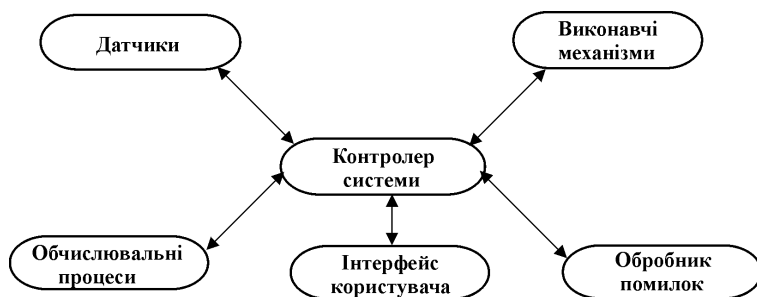 Датчики
Виконавчі
механізми
Контролер
системи
Обчислювальні
процеси
Інтерфейс
користувача
Обробник
помилок